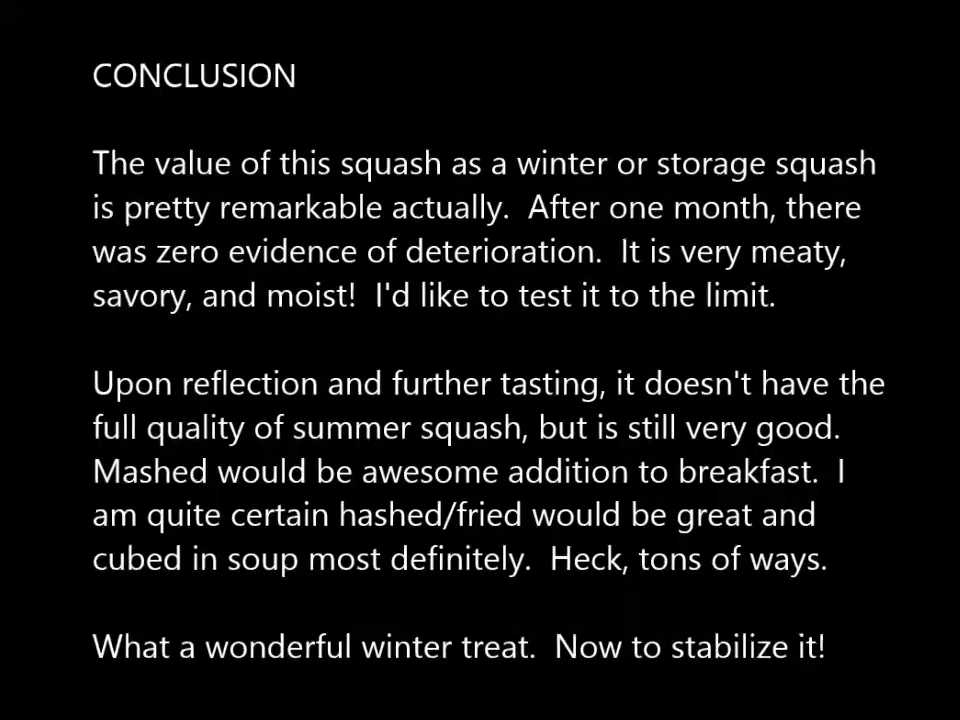 CONCLUSION
The value of this squash as a winter or storage squash
is pretty remarkable actually.  After one month, there
was zero evidence of deterioration.  It is very meaty,
savory, and moist!  I'd like to test it to the limit.
Upon reflection and further tasting, it doesn't have the
full quality of summer squash, but is still very good.
Mashed would be awesome addition to breakfast.  I
am quite certain hashed/fried would be great and
cubed in soup most definitely.  Heck, tons of ways.
What a wonderful winter treat.  Now to stabilize it!